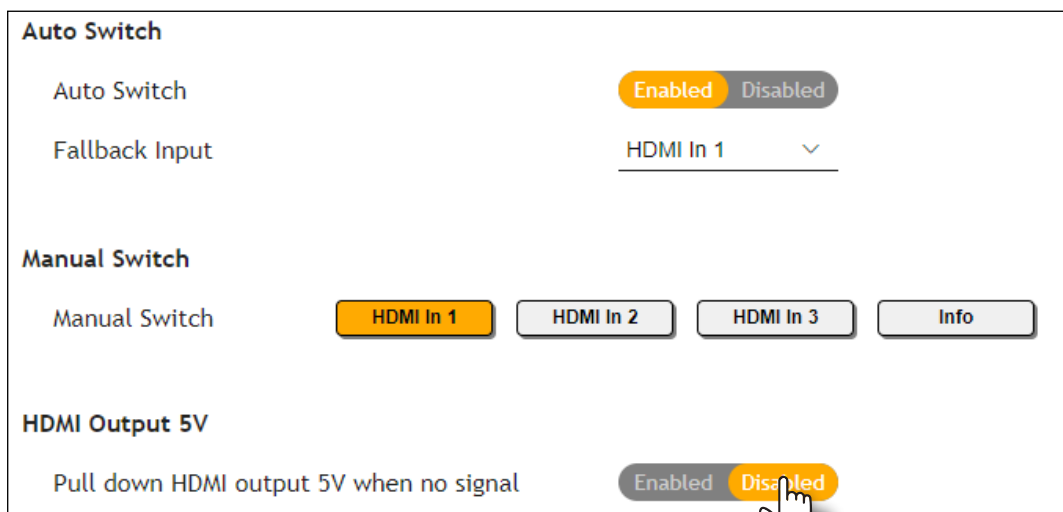 Auto Switch
Auto Switch Enabled Disabled
Fallback Input HDMI In 1
Manual Switch
Manual Switch HDMI In 1 HDMI In 2 HDMI In 3 Info
HDMI Output 5V
Pull down HDMI output 5V when no signal Enabled Disabled